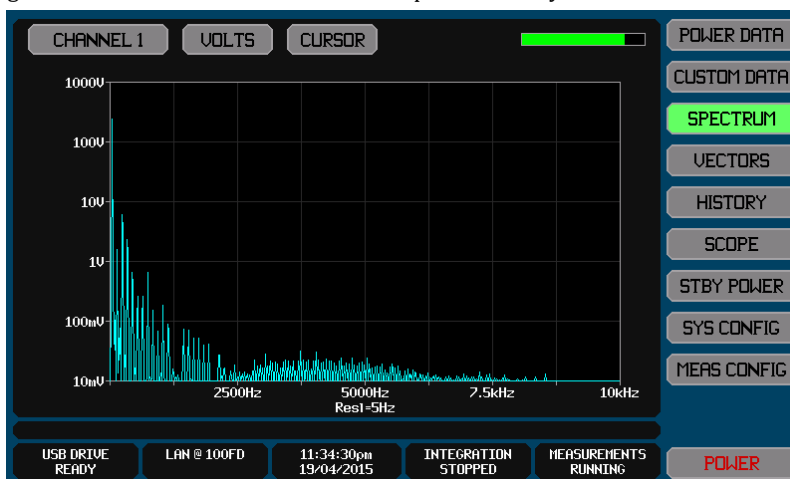 CHANNEL 1 VOLTS CURSOR
POWER DATA
CUSTOM DATA
SPECTRUM
VECTORS
HISTORY
SCOPE
STBY POWER
SYS CONFIG
MEAS CONFIG
POWER
1000V
100V
10V
1V
100mV
10mV
2500Hz 5000Hz 7.5kHz 10kHz
Resl=5Hz
USB DRIVE
READY
LAN @ 100FD
11:34:30pm
19/04/2015
INTEGRATION
STOPPED
MEASUREMENTS
RUNNING